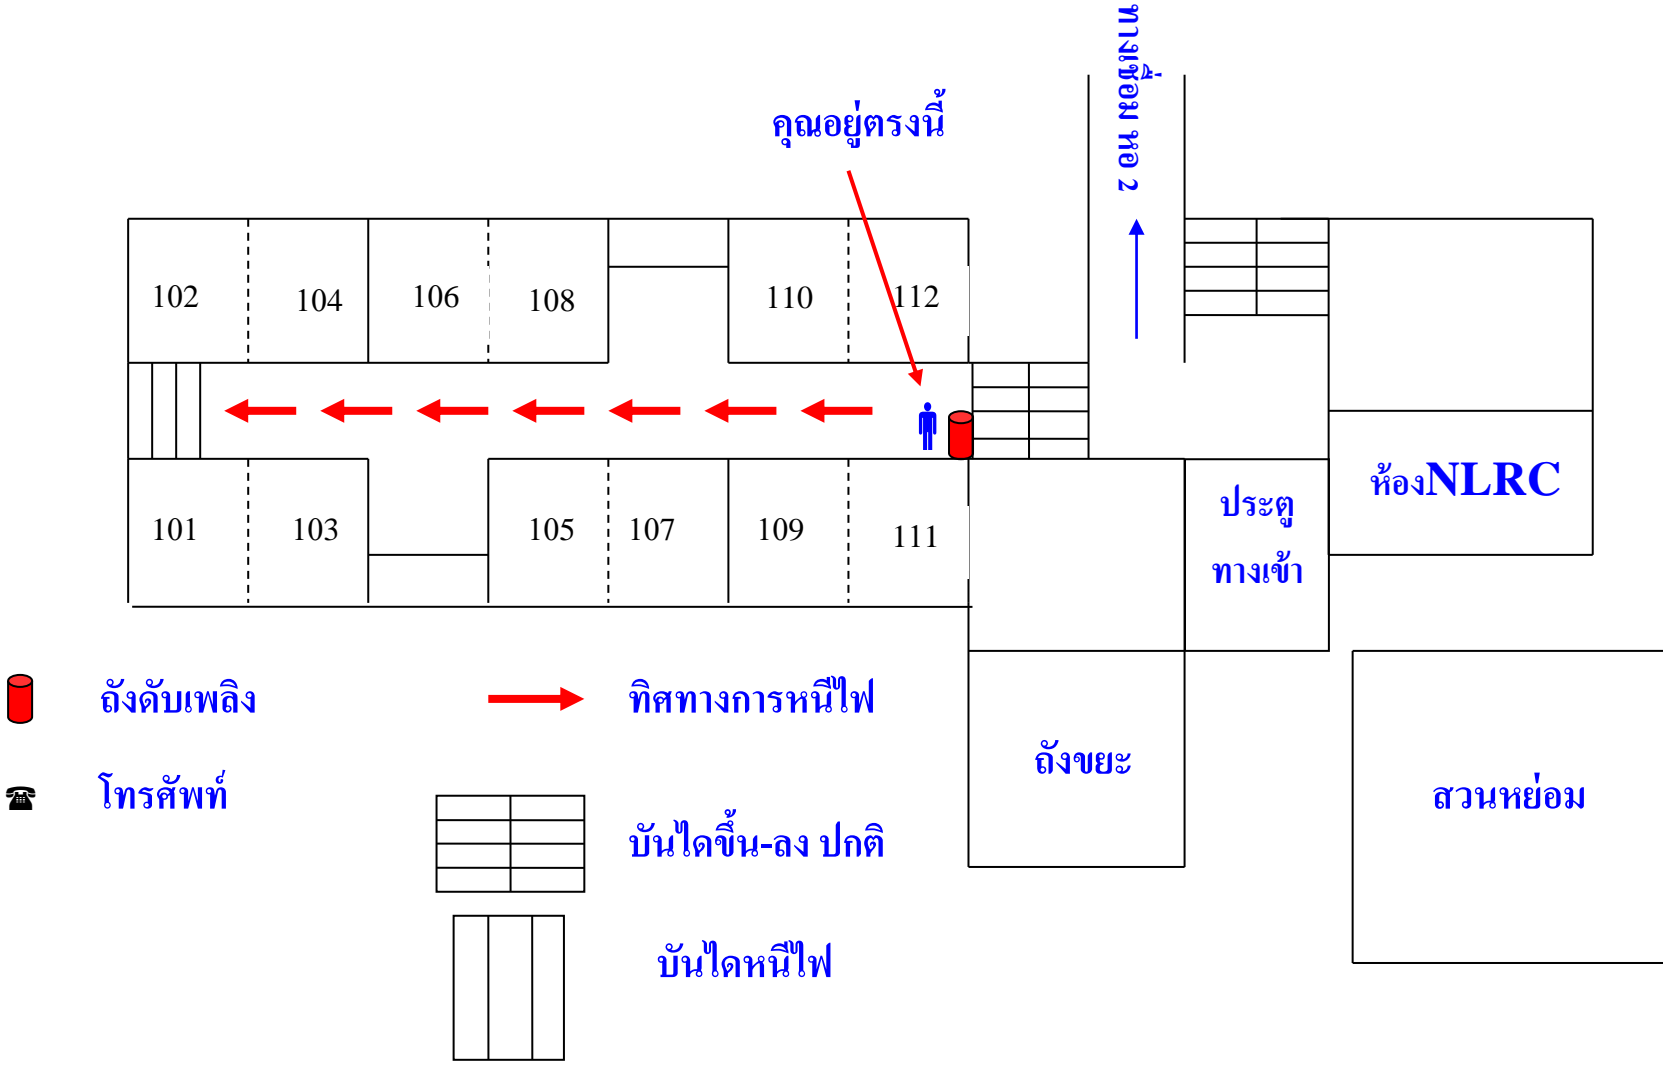 ทางเชื่อม หอ 2
คุณอยู่ตรงนี้
102
104
106
108
110
112
101
103
105
107
109
111
ห้องNLRC
ประตู
ทางเข้า
ถังดับเพลิง
ทิศทางการหนีไฟ
ถังขยะ
โทรศัพท์
สวนหย่อม
บันไดขึ้น-ลง ปกติ
บันไดหนีไฟ